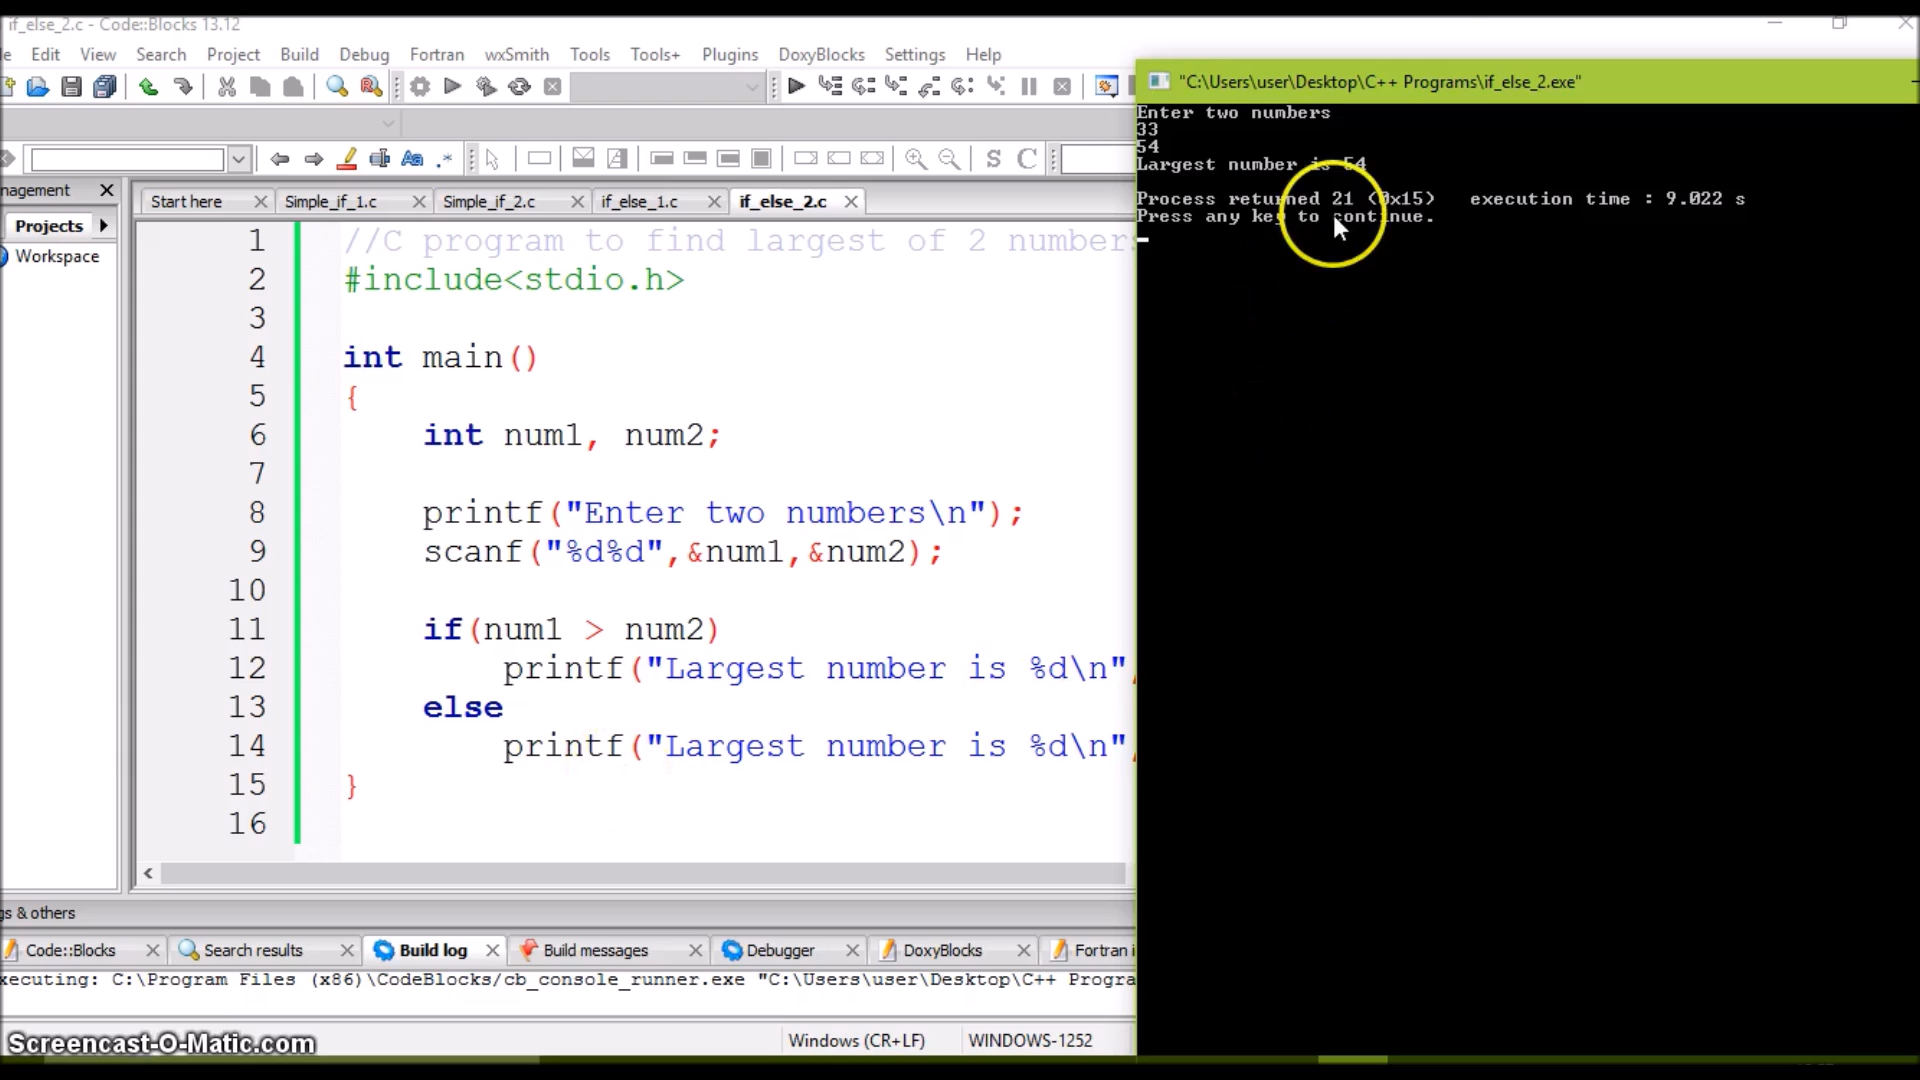 if_else_2.c - Code::Blocks 13.12
Edit View Search Project Build Debug Fortran wxSmith Tools Tools+ Plugins DoxyBlocks Settings Help
nagement
Projects
Workspace
Start here Simple_if_1.c Simple_if_2.c if_else_1.c if_else_2.c
1 //C program to find largest of 2 numbers
2 #include<stdio.h>
3
4 int main()
5 {
6 int num1, num2;
7
8 printf("Enter two numbers\n");
9 scanf("%d%d",&num1,&num2);
10
11 if(num1 > num2)
12 printf("Largest number is %d\n",
13 else
14 printf("Largest number is %d\n",
15 }
16
"C:\Users\user\Desktop\C++ Programs\if_else_2.exe"
Enter two numbers
33
54
Largest number is 54
Process returned 21 (0x15) execution time : 9.022 s
Press any key to continue.
gs & others
Code::Blocks Search results Build log Build messages Debugger DoxyBlocks Fortran i
xecuting: C:\Program Files (x86)\CodeBlocks/cb_console_runner.exe "C:\Users\user\Desktop\C++ Progra
Windows (CR+LF) WINDOWS-1252
Screencast-O-Matic.com